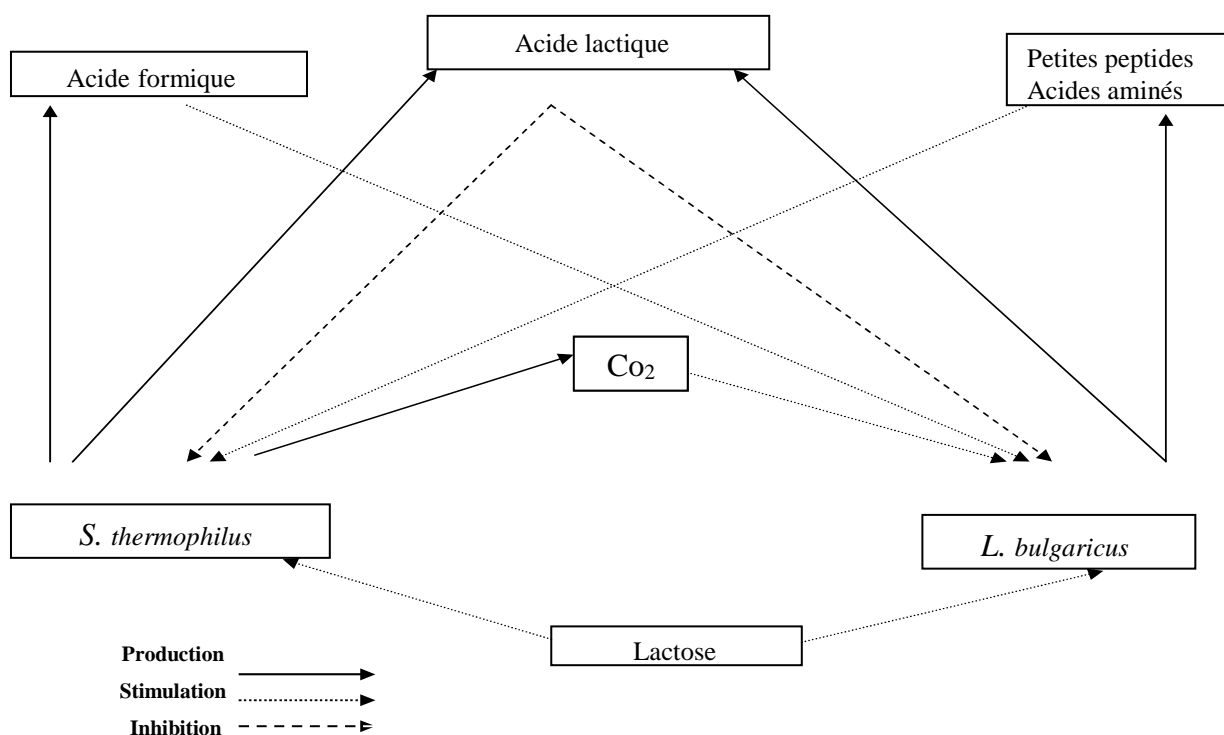 Acide lactique
Acide formique
Petites peptides
Acides aminés
Co₂
S. thermophilus
L. bulgaricus
Lactose
Production
Stimulation
Inhibition